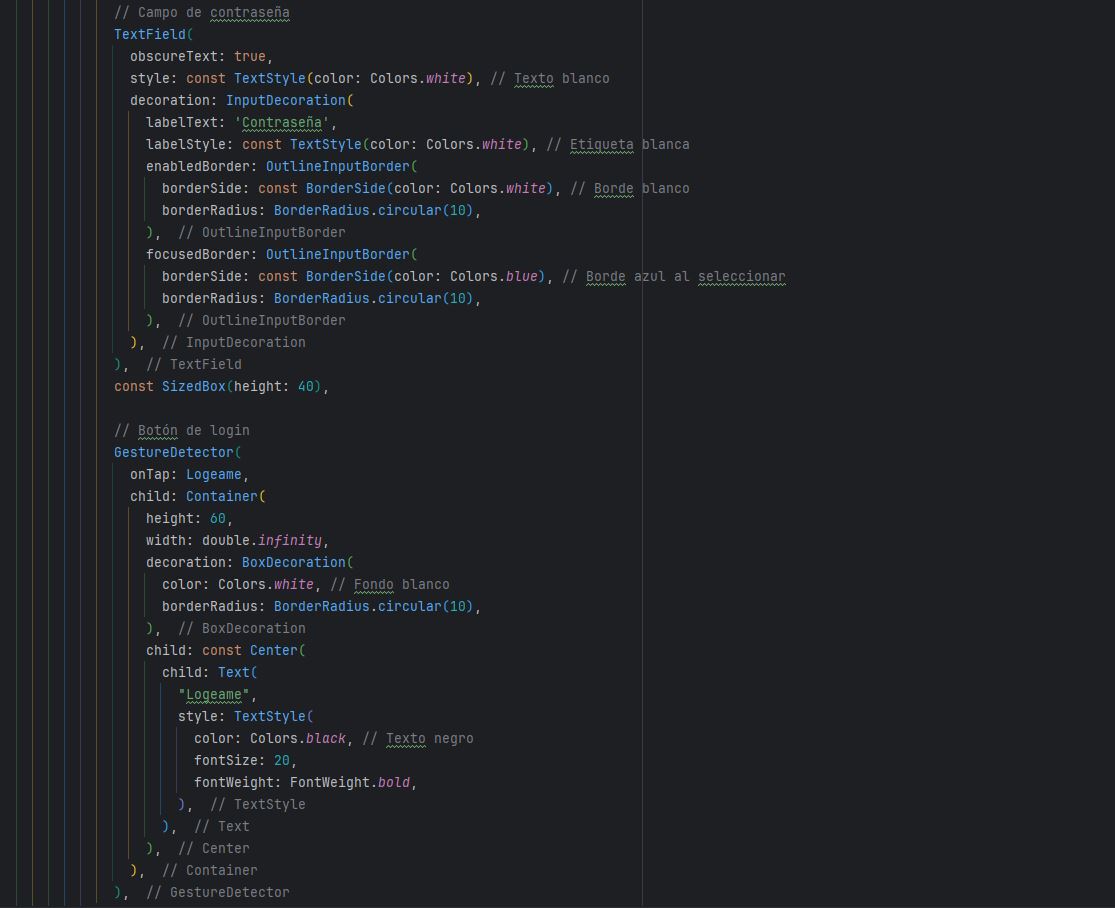 // Campo de contraseña
TextField(
  obscureText: true,
  style: const TextStyle(color: Colors.white), // Texto blanco
  decoration: InputDecoration(
    labelText: 'Contraseña',
    labelStyle: const TextStyle(color: Colors.white), // Etiqueta blanca
    enabledBorder: OutlineInputBorder(
      borderSide: const BorderSide(color: Colors.white), // Borde blanco
      borderRadius: BorderRadius.circular(10),
    ),  // OutlineInputBorder
    focusedBorder: OutlineInputBorder(
      borderSide: const BorderSide(color: Colors.blue), // Borde azul al seleccionar
      borderRadius: BorderRadius.circular(10),
    ),  // OutlineInputBorder
  ),  // InputDecoration
),  // TextField
const SizedBox(height: 40),

// Botón de login
GestureDetector(
  onTap: Logeame,
  child: Container(
    height: 60,
    width: double.infinity,
    decoration: BoxDecoration(
      color: Colors.white, // Fondo blanco
      borderRadius: BorderRadius.circular(10),
    ),  // BoxDecoration
    child: const Center(
      child: Text(
        "Logeame",
        style: TextStyle(
          color: Colors.black, // Texto negro
          fontSize: 20,
          fontWeight: FontWeight.bold,
        ),  // TextStyle
      ),  // Text
    ),  // Center
  ),  // Container
),  // GestureDetector